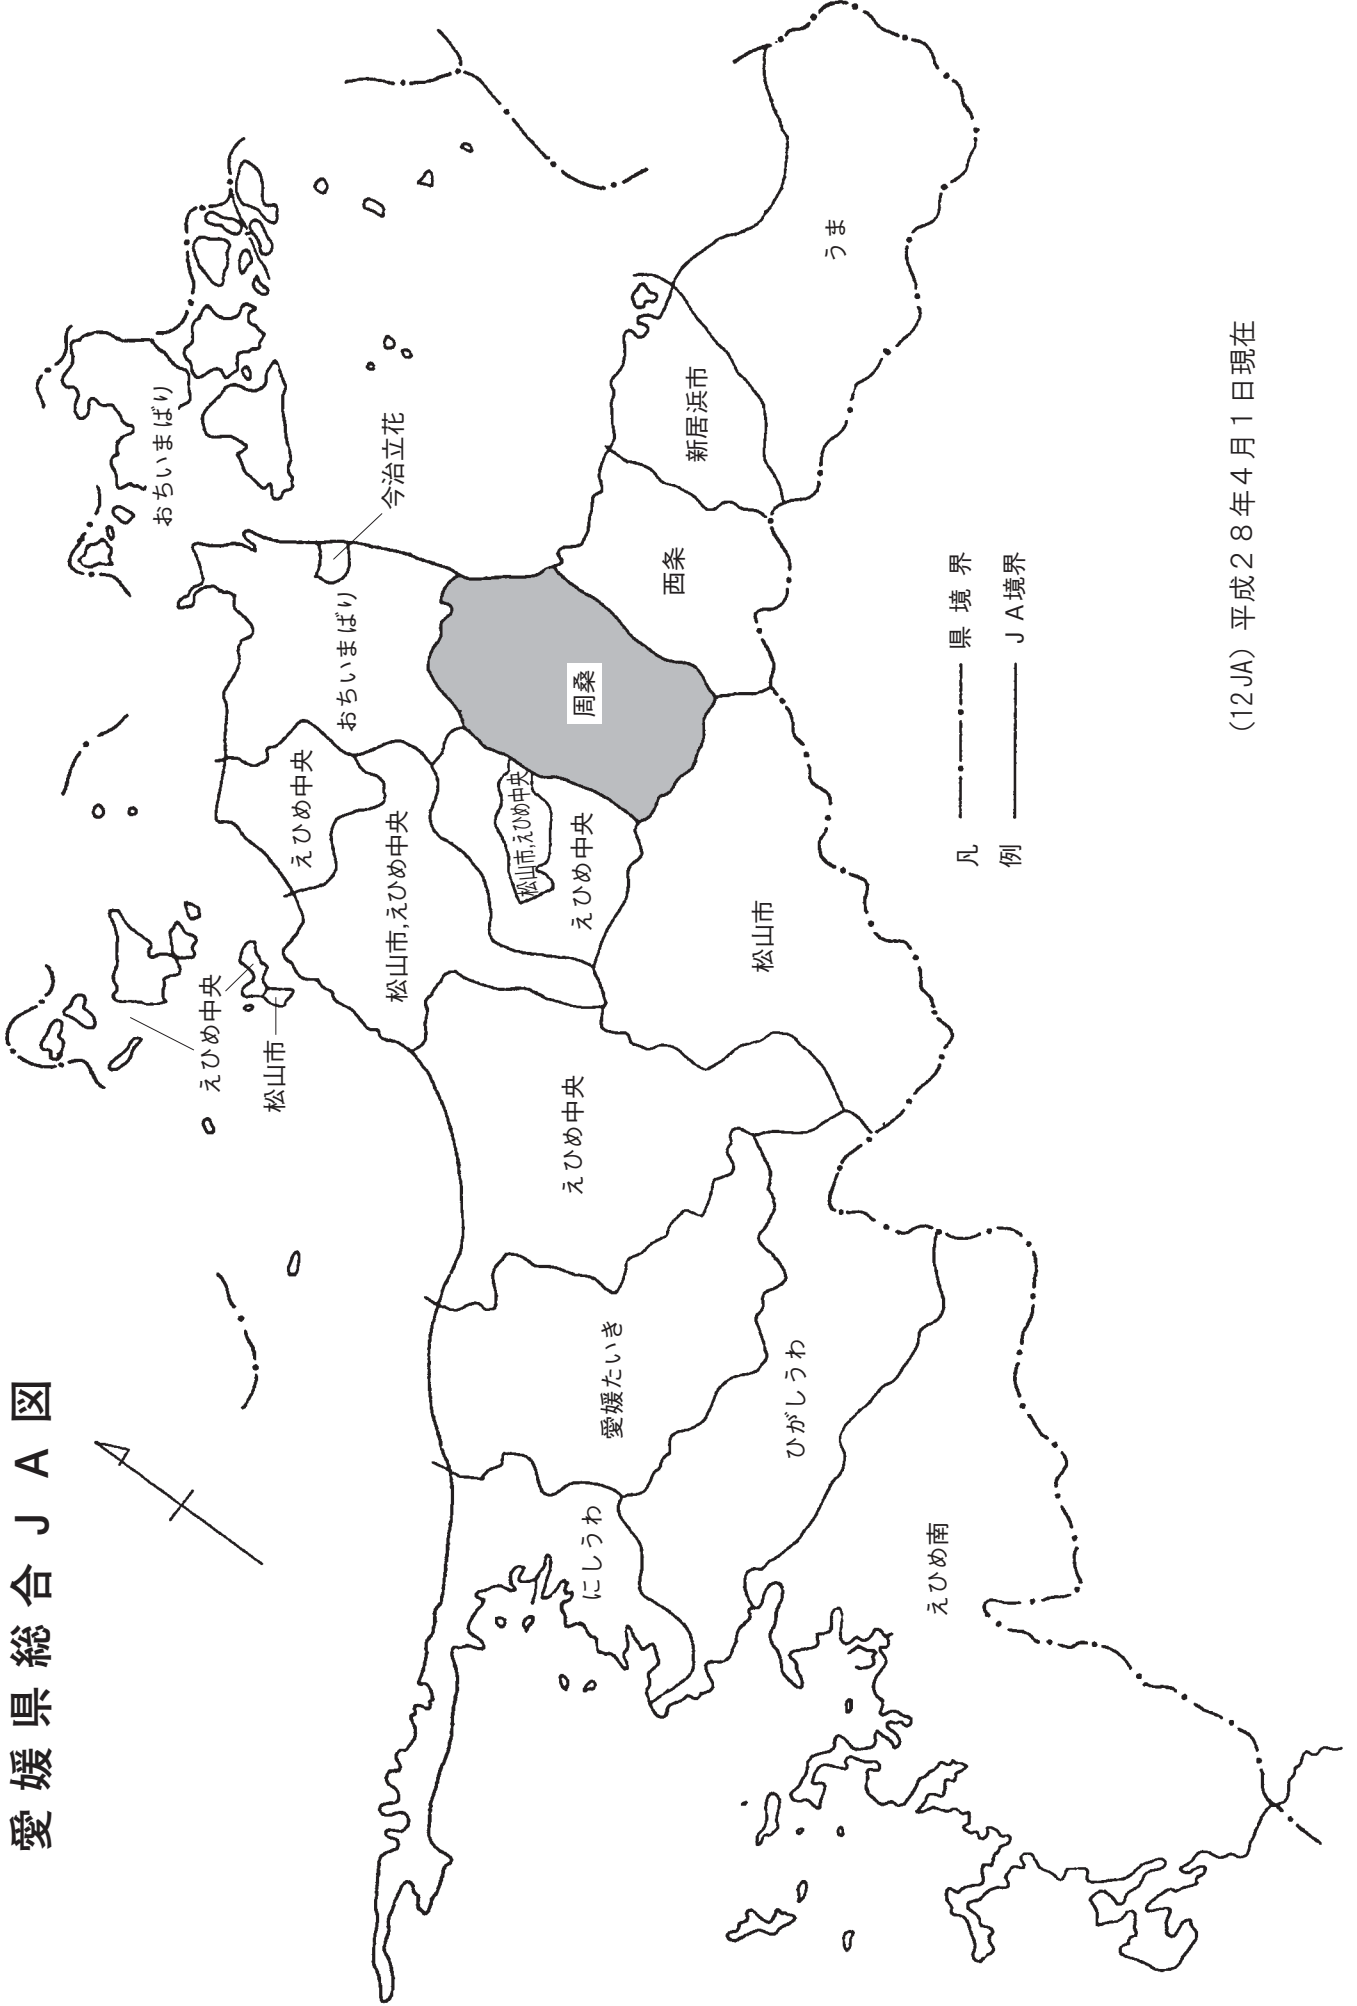 愛媛県総合ＪＡ図
おちいまばり
今治立花
おちいまばり
えひめ中央
松山市
えひめ中央
松山市,えひめ中央
松山市,えひめ中央
えひめ中央
周桑
西条
新居浜市
うま
松山市
えひめ中央
愛媛たいき
ひがしうわ
にしうわ
えひめ南
凡例
県境界
ＪＡ境界
(12JA) 平成２８年４月１日現在